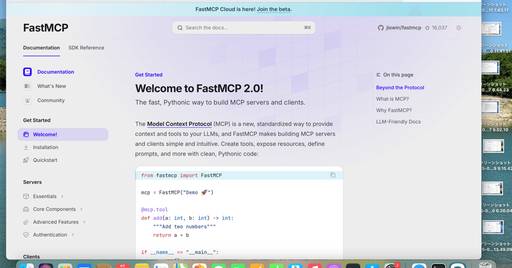 FastMCP Cloud is here! Join the beta.
FastMCP
Search the docs...
jlowin/fastmcp
16,037
Documentation
SDK Reference
Documentation
What's New
Community
Get Started
Welcome!
Installation
Quickstart
Servers
Essentials
Core Components
Advanced Features
Authentication
Clients
Get Started
Welcome to FastMCP 2.0!
The fast, Pythonic way to build MCP servers and clients.
The Model Context Protocol (MCP) is a new, standardized way to provide
context and tools to your LLMs, and FastMCP makes building MCP servers
and clients simple and intuitive. Create tools, expose resources, define
prompts, and more with clean, Pythonic code:
from fastmcp import FastMCP
mcp = FastMCP("Demo 🚀")
@mcp.tool
def add(a: int, b: int) -> int:
"""Add two numbers"""
return a + b
if __name__ == "__main__":
On this page
Beyond the Protocol
What is MCP?
Why FastMCP?
LLM-Friendly Docs